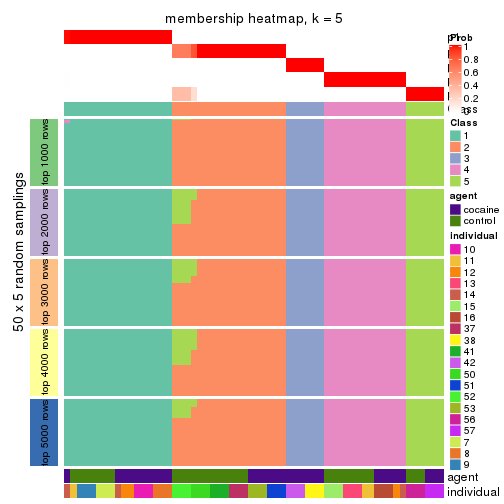 membership heatmap, k = 5
Prob
1
0.8
0.6
0.4
0.2
0
Class
1
2
3
4
5
agent
cocaine
control
individual
10
11
12
13
14
15
16
37
38
41
42
50
51
52
53
56
57
7
8
9
50 x 5 random samplings
top 1000 rows
top 2000 rows
top 3000 rows
top 4000 rows
top 5000 rows
agent
individual